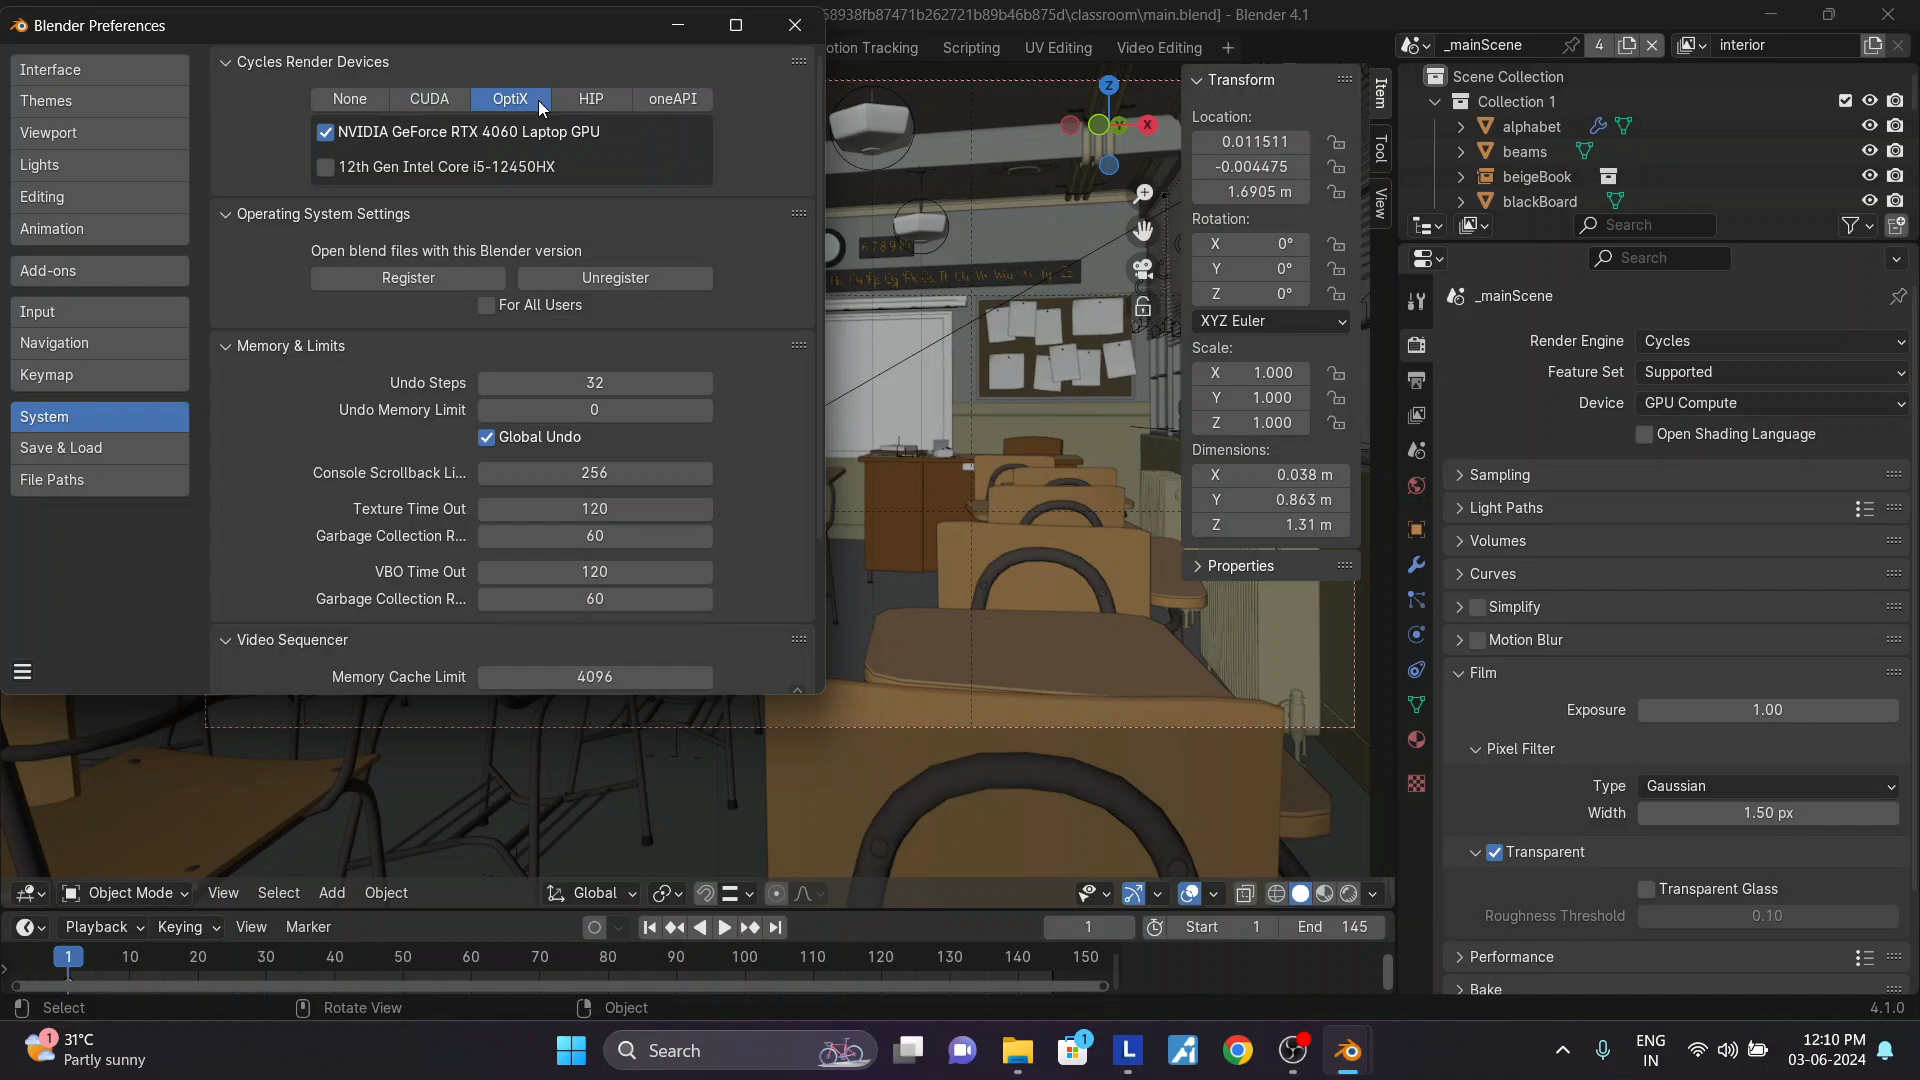 Blender Preferences
58938fb87471b262721b89b46b875d\classroom\main.blend] - Blender 4.1
otion Tracking Scripting UV Editing Video Editing +
_mainScene 4 interior
Interface
Themes
Viewport
Lights
Editing
Animation
Add-ons
Input
Navigation
Keymap
System
Save & Load
File Paths
Cycles Render Devices
None CUDA OptiX HIP oneAPI
NVIDIA GeForce RTX 4060 Laptop GPU
12th Gen Intel Core i5-12450HX
Operating System Settings
Open blend files with this Blender version
Register Unregister
For All Users
Memory & Limits
Undo Steps 32
Undo Memory Limit 0
Global Undo
Console Scrollback Li... 256
Texture Time Out 120
Garbage Collection R... 60
VBO Time Out 120
Garbage Collection R... 60
Video Sequencer
Memory Cache Limit 4096
Z
X
Transform
Location:
0.011511
-0.004475
1.6905 m
Rotation:
X 0°
Y 0°
Z 0°
XYZ Euler
Scale:
X 1.000
Y 1.000
Z 1.000
Dimensions:
X 0.038 m
Y 0.863 m
Z 1.31 m
Properties
Item
Tool
View
Scene Collection
Collection 1
alphabet
beams
beigeBook
blackBoard
Search
Search
_mainScene
Render Engine Cycles
Feature Set Supported
Device GPU Compute
Open Shading Language
Sampling
Light Paths
Volumes
Curves
Simplify
Motion Blur
Film
Exposure 1.00
Pixel Filter
Type Gaussian
Width 1.50 px
Transparent
Transparent Glass
Roughness Threshold 0.10
Performance
Bake
Object Mode View Select Add Object Global
Playback Keying View Marker 1 Start 1 End 145
1 10 20 30 40 50 60 70 80 90 100 110 120 130 140 150
Select Rotate View Object 4.1.0
1 31°C
Partly sunny
Search
1
ENG
IN
12:10 PM
03-06-2024